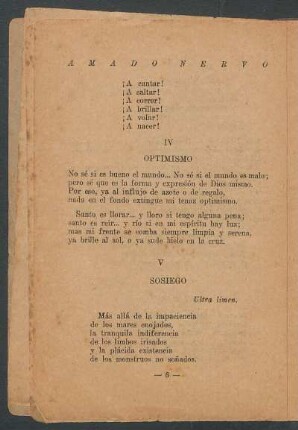 AMADO NERVO
¡A cantar!
¡A saltar!
¡A correr!
¡A brillar!
¡A volar!
¡A nacer!
IV
OPTIMISMO
No sé si es bueno el mundo... No sé si el mundo es malo;
pero sé que es la forma y expresión de Dios mismo.
Por eso, ya al influjo de azote o de regalo,
nada en el fondo extingue mi tenaz optimismo.
Santo es llorar... y lloro si tengo alguna pena;
santo es reír... y río si en mi espíritu hay luz;
mas mi frente se comba siempre limpia y serena,
ya brille al sol, o ya sude hielo en la cruz.
V
SOSIEGO
Ultra limen.
Más allá de la impaciencia
de los mares enojados,
la tranquila indiferencia
de los limbos irisados
y la plácida existencia
de los monstruos no soñados.
— 6 —